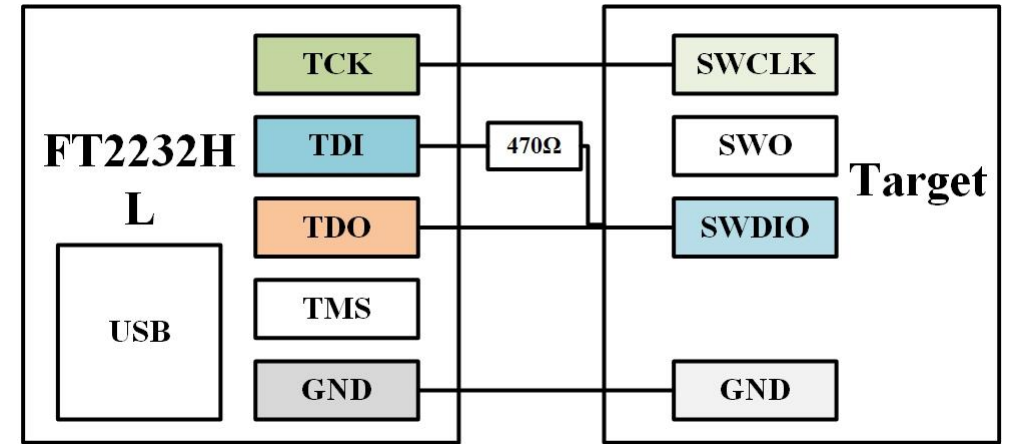 FT2232H
L
USB
TCK
TDI
TDO
TMS
GND
470Ω
SWCLK
SWO
SWDIO
GND
Target